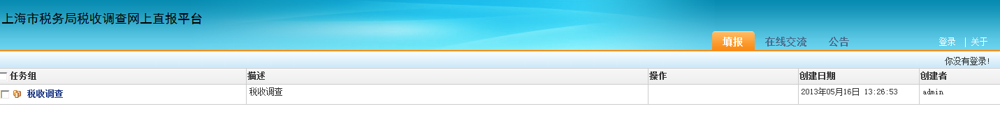 上海市税务局税收调查网上直报平台
填报 在线交流 公告 登录 | 关于
你没有登录!
任务组 描述 操作 创建日期 创建者
税收调查 税收调查 2013年05月16日 13:26:53 admin